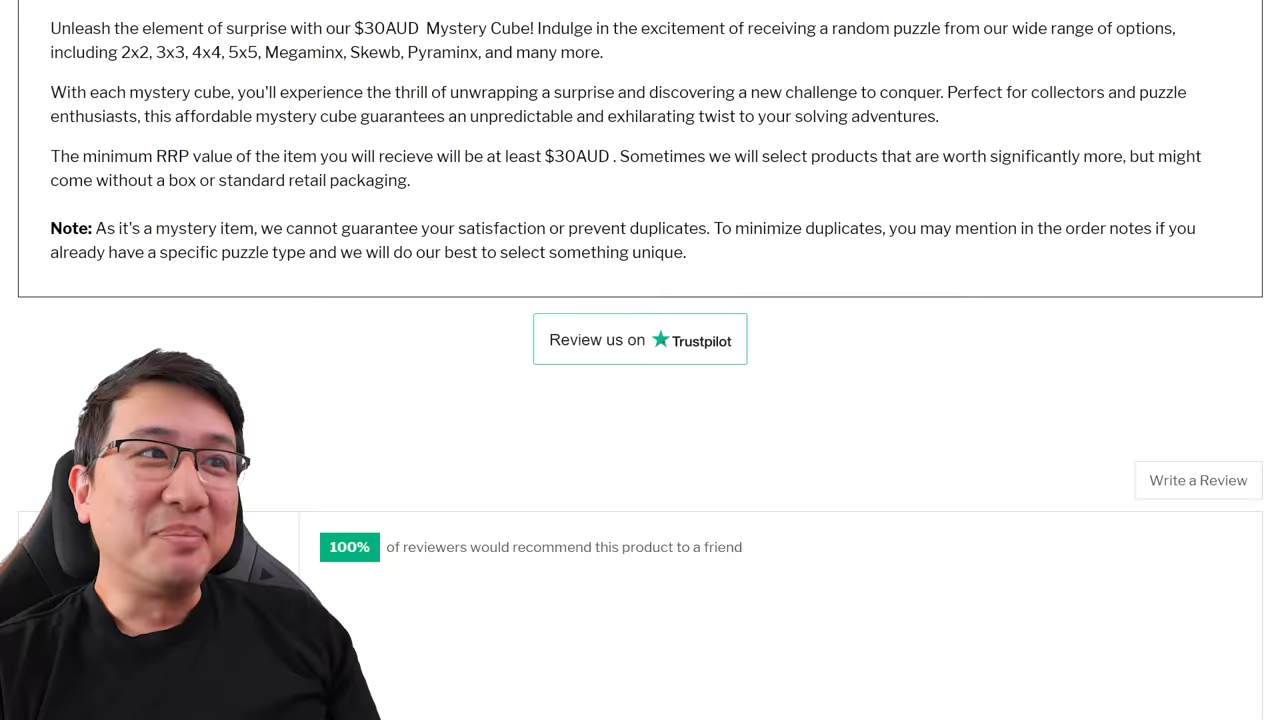 Unleash the element of surprise with our $30AUD  Mystery Cube! Indulge in the excitement of receiving a random puzzle from our wide range of options,
including 2x2, 3x3, 4x4, 5x5, Megaminx, Skewb, Pyraminx, and many more.
With each mystery cube, you'll experience the thrill of unwrapping a surprise and discovering a new challenge to conquer. Perfect for collectors and puzzle
enthusiasts, this affordable mystery cube guarantees an unpredictable and exhilarating twist to your solving adventures.
The minimum RRP value of the item you will recieve will be at least $30AUD . Sometimes we will select products that are worth significantly more, but might
come without a box or standard retail packaging.
Note: As it's a mystery item, we cannot guarantee your satisfaction or prevent duplicates. To minimize duplicates, you may mention in the order notes if you
already have a specific puzzle type and we will do our best to select something unique.
Review us on Trustpilot
Write a Review
100% of reviewers would recommend this product to a friend